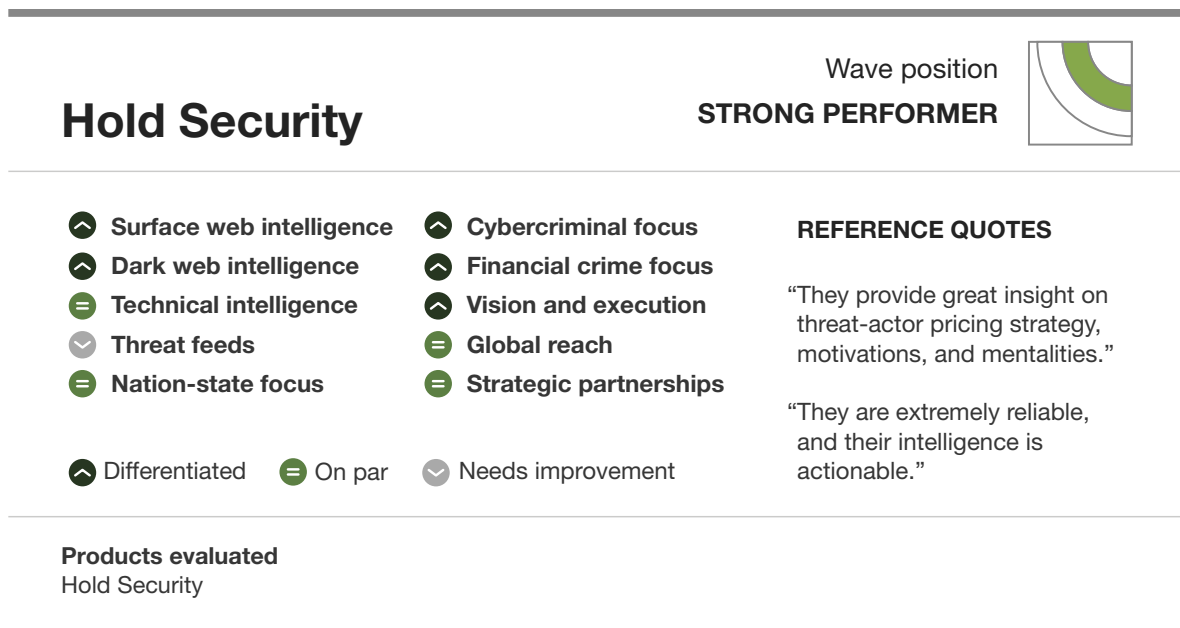 Wave position
STRONG PERFORMER
Hold Security
Surface web intelligence
Dark web intelligence
Technical intelligence
Threat feeds
Nation-state focus
Cybercriminal focus
Financial crime focus
Vision and execution
Global reach
Strategic partnerships
Differentiated
On par
Needs improvement
REFERENCE QUOTES
“They provide great insight on
threat-actor pricing strategy,
motivations, and mentalities.”
“They are extremely reliable,
and their intelligence is
actionable.”
Products evaluated
Hold Security